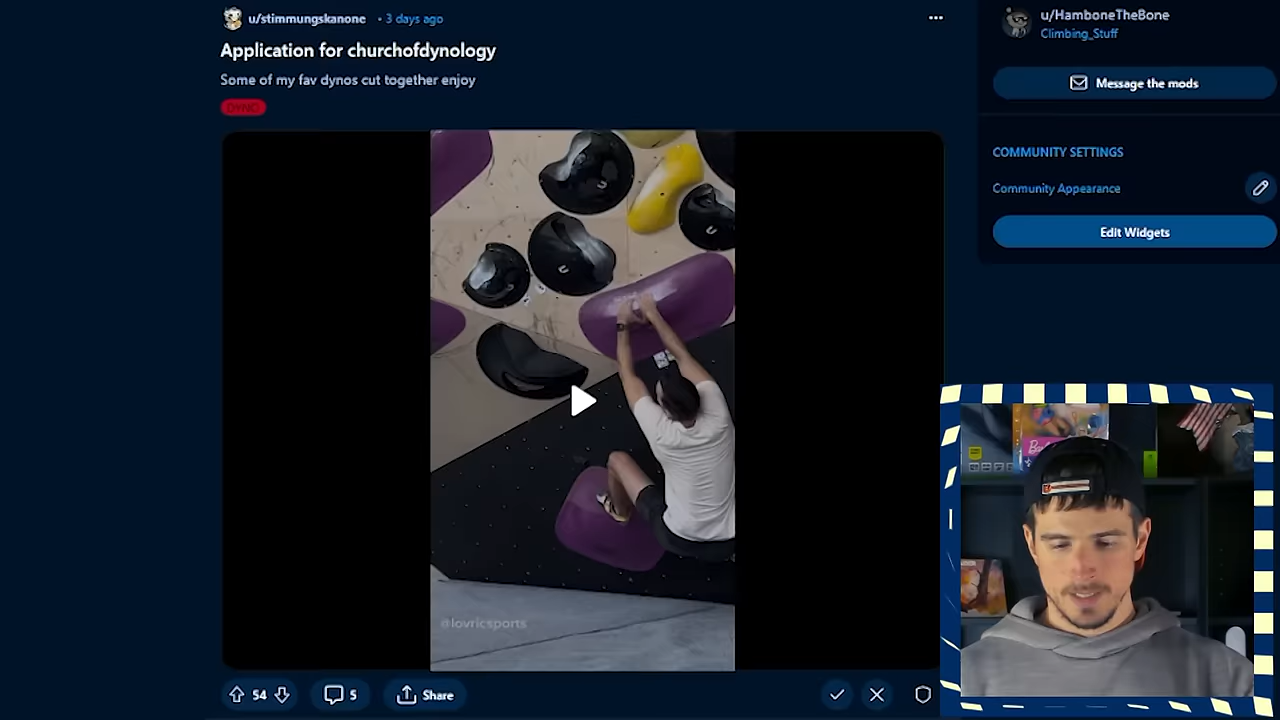 u/stimmungskanone • 3 days ago
Application for churchofdynology
Some of my fav dynos cut together enjoy
DYNO
@lovricsports
54
5
Share
u/HamboneTheBone
Climbing_Stuff
Message the mods
COMMUNITY SETTINGS
Community Appearance
Edit Widgets